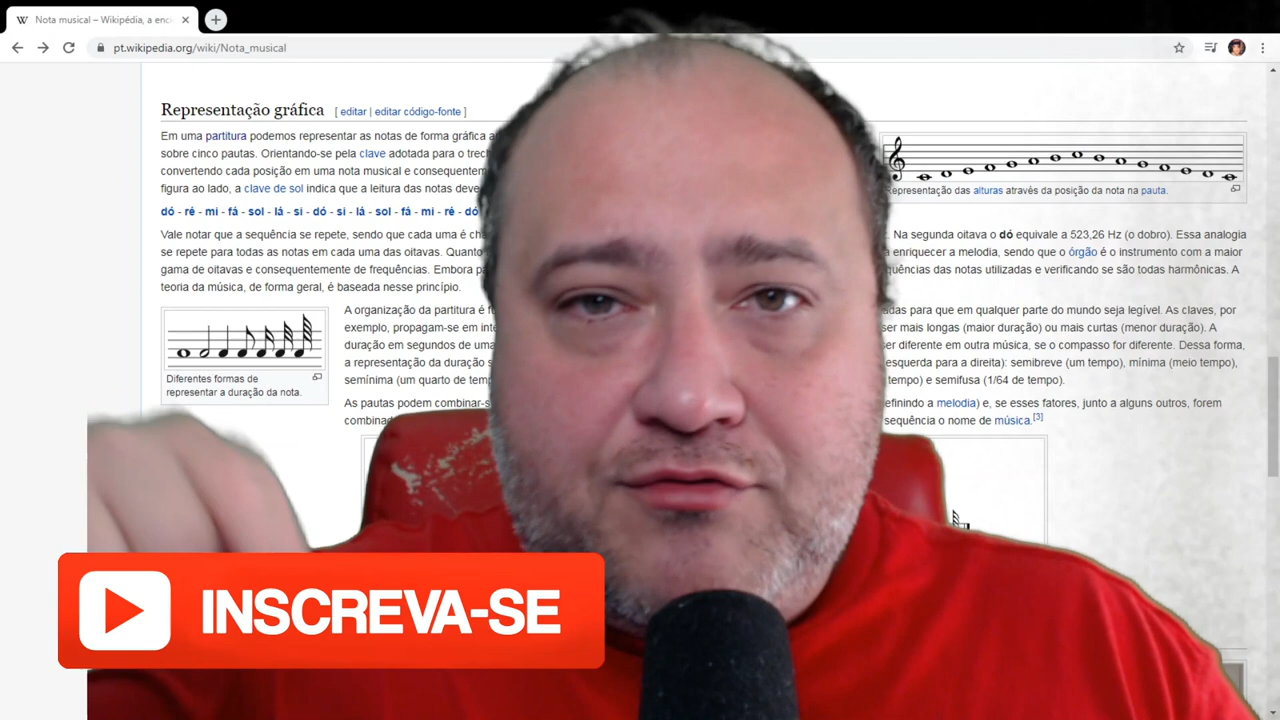 Nota musical – Wikipédia, a enci
pt.wikipedia.org/wiki/Nota_musical
Representação gráfica [ editar | editar código-fonte ]
Em uma partitura podemos representar as notas de forma gráfica a
sobre cinco pautas. Orientando-se pela clave adotada para o trec
convencionado cada posição em uma nota musical e consequentem
figura ao lado, a clave de sol indica que a leitura das notas deve
dó - ré - mi - fá - sol - lá - si - dó - si - lá - sol - fá - mi - ré - dó
Representação das alturas através da posição da nota na pauta.
Vale notar que a sequência se repete, sendo que cada uma é cha
. Na segunda oitava o dó equivale a 523,26 Hz (o dobro). Essa analogia
se repete para todas as notas em cada uma das oitavas. Quanto
a enriquecer a melodia, sendo que o órgão é o instrumento com a maior
gama de oitavas e consequentemente de frequências. Embora pa
quências das notas utilizadas e verificando se são todas harmônicas. A
teoria da música, de forma geral, é baseada nesse princípio.
A organização da partitura é f
adas para que em qualquer parte do mundo seja legível. As claves, por
exemplo, propagam-se em inte
ser mais longas (maior duração) ou mais curtas (menor duração). A
duração em segundos de uma
ser diferente em outra música, se o compasso for diferente. Dessa forma,
a representação da duração s
esquerda para a direita): semibreve (um tempo), mínima (meio tempo),
semínima (um quarto de temp
tempo) e semifusa (1/64 de tempo).
Diferentes formas de
representar a duração da nota.
As pautas podem combinar-s
efinindo a melodia) e, se esses fatores, junto a alguns outros, forem
combinad
sequência o nome de música.[3]
INSCREVA-SE